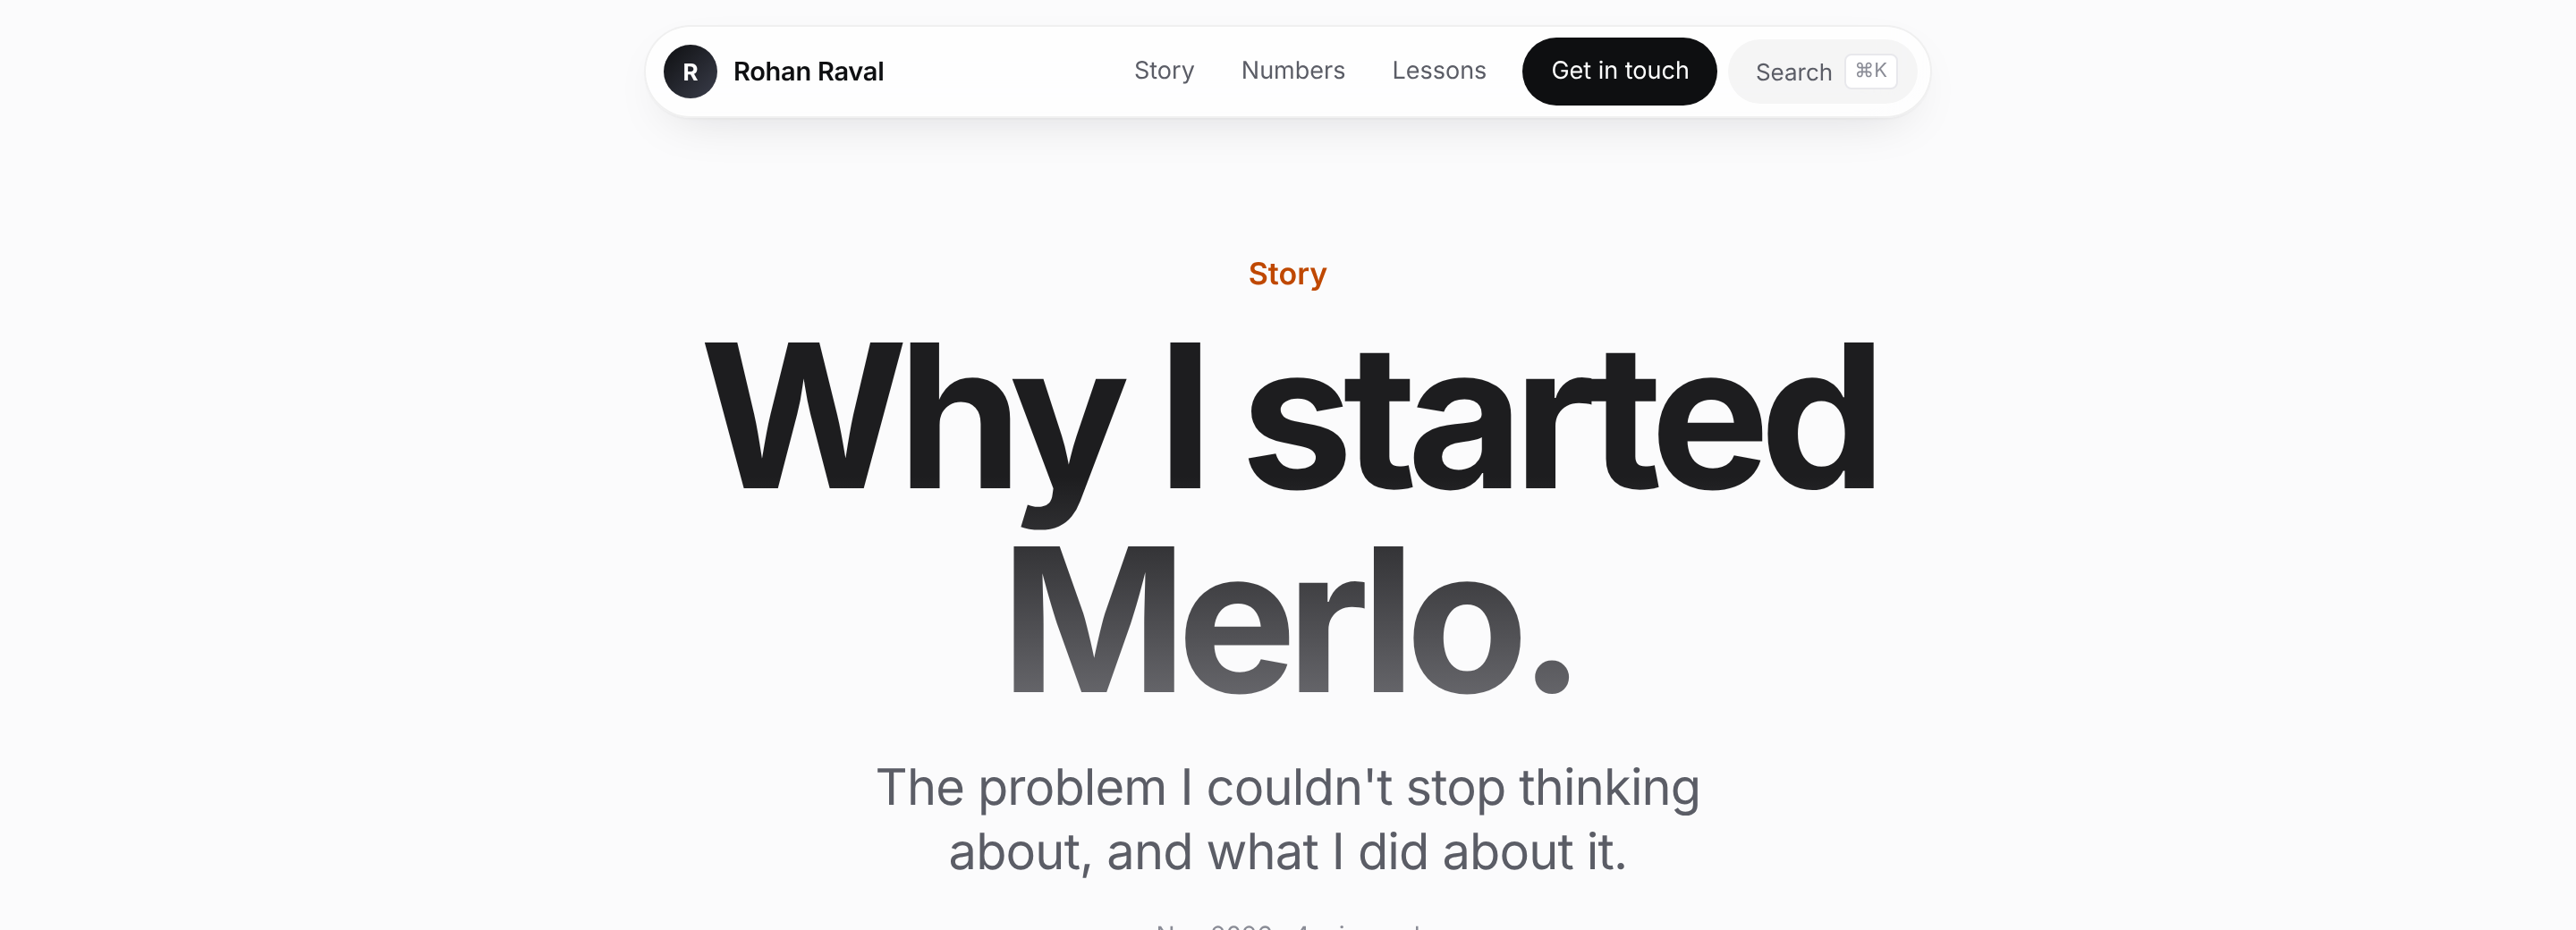 R Rohan Raval Story Numbers Lessons Get in touch Search ⌘K
Story
Why I started
Merlo.
The problem I couldn't stop thinking
about, and what I did about it.